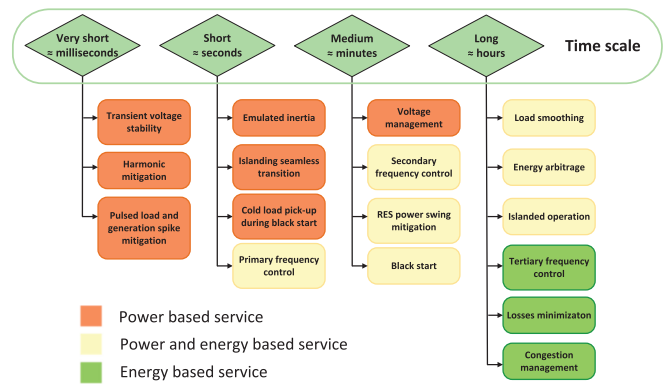 Very short
≈ milliseconds
Short
≈ seconds
Medium
≈ minutes
Long
≈ hours
Time scale
Transient voltage
stability
Harmonic
mitigation
Pulsed load and
generation spike
mitigation
Emulated inertia
Islanding seamless
transition
Cold load pick-up
during black start
Primary frequency
control
Voltage
management
Secondary
frequency control
RES power swing
mitigation
Black start
Load smoothing
Energy arbitrage
Islanded operation
Tertiary frequency
control
Losses minimizaton
Congestion
management
Power based service
Power and energy based service
Energy based service